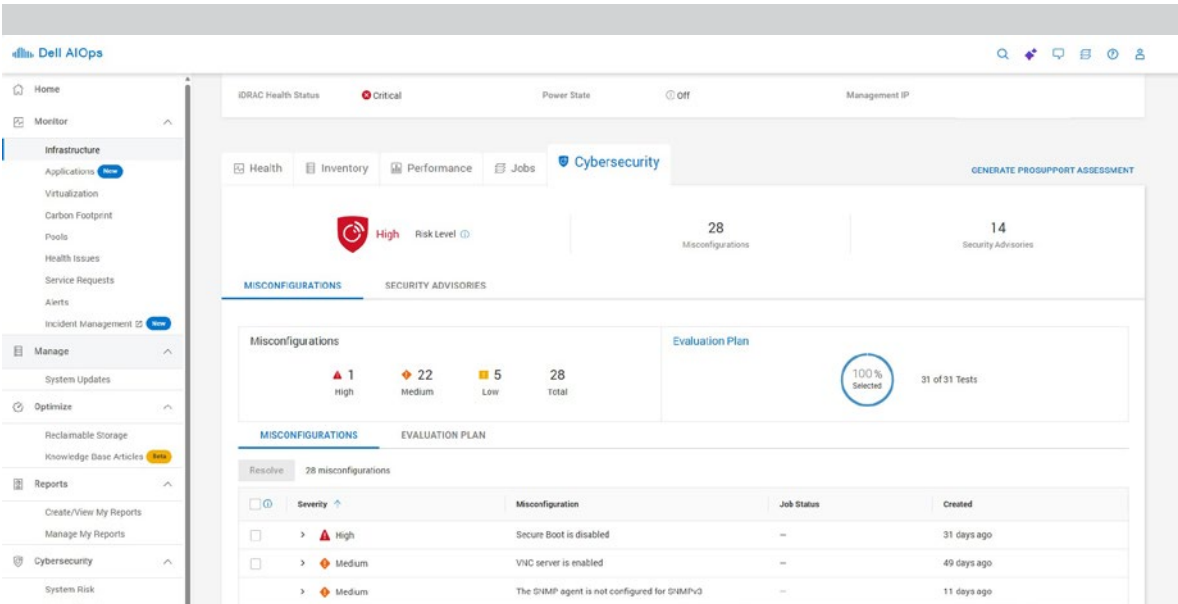 Dell AIOps
Home
Monitor
Infrastructure
Applications New
Virtualization
Carbon Footprint
Pools
Health Issues
Service Requests
Alerts
Incident Management New
Manage
System Updates
Optimize
Reclaimable Storage
Knowledge Base Articles Beta
Reports
Create/View My Reports
Manage My Reports
Cybersecurity
System Risk
iDRAC Health Status Critical Power State Off Management IP
Health Inventory Performance Jobs Cybersecurity
GENERATE PROSUPPORT ASSESSMENT
High Risk Level
28
Misconfigurations
14
Security Advisories
MISCONFIGURATIONS SECURITY ADVISORIES
Misconfigurations
1
High
22
Medium
5
Low
28
Total
Evaluation Plan
100%
Selected
31 of 31 Tests
MISCONFIGURATIONS EVALUATION PLAN
Resolve 28 misconfigurations
Severity Misconfiguration Job Status Created
High Secure Boot is disabled – 31 days ago
Medium VNC server is enabled – 49 days ago
Medium The SNMP agent is not configured for SNMPv3 – 11 days ago